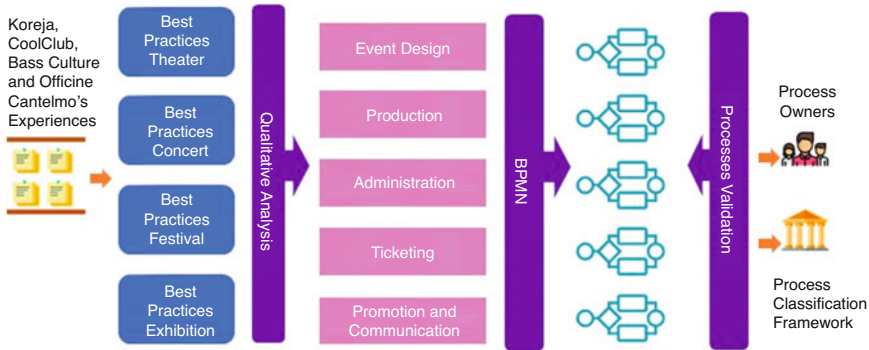 Koreja,
CoolClub,
Bass Culture
and Officine
Cantelmo's
Experiences
Best
Practices
Theater
Best
Practices
Concert
Best
Practices
Festival
Best
Practices
Exhibition
Qualitative Analysis
Event Design
Production
Administration
Ticketing
Promotion and
Communication
BPMN
Processes Validation
Process
Owners
Process
Classification
Framework